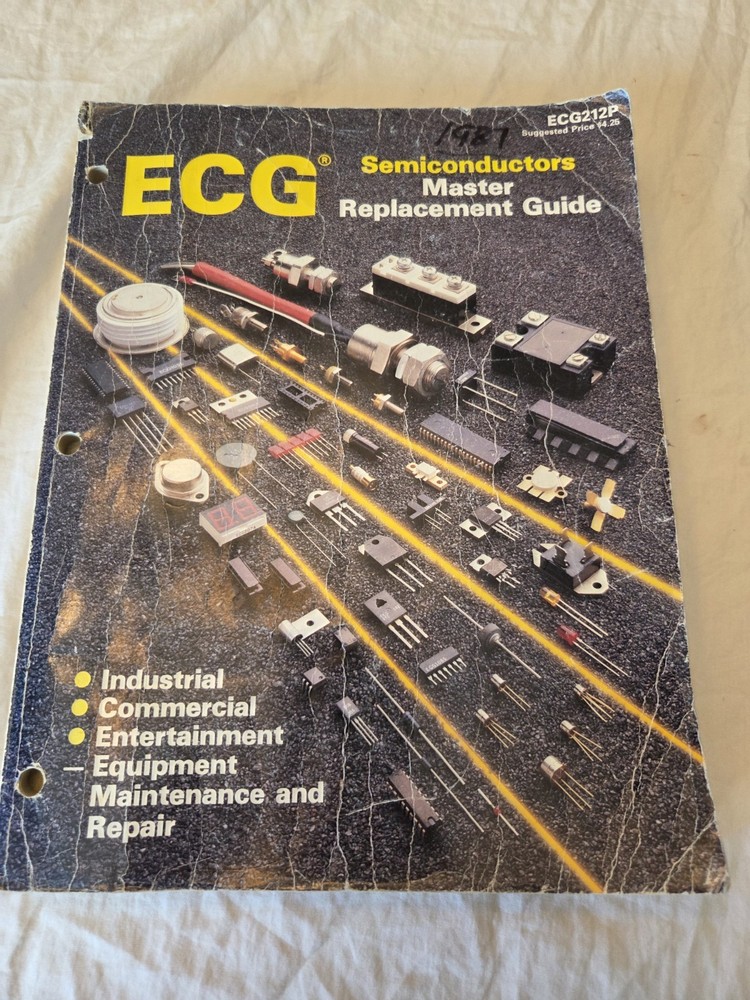 ECG212P
Suggested Price $4.25
1987
ECG®
Semiconductors
Master
Replacement Guide
● Industrial
● Commercial
● Entertainment
— Equipment
Maintenance and
Repair